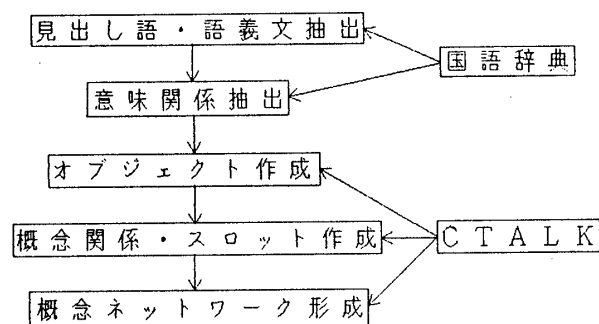 見出し語・語義文抽出
国語辞典
意味関係抽出
オブジェクト作成
概念関係・スロット作成
CTALK
概念ネットワーク形成